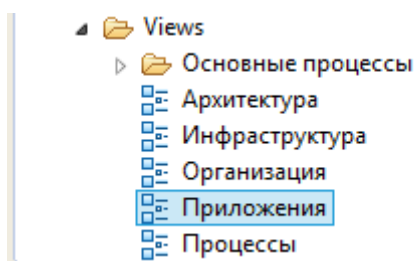 Views
Основные процессы
Архитектура
Инфраструктура
Организация
Приложения
Процессы